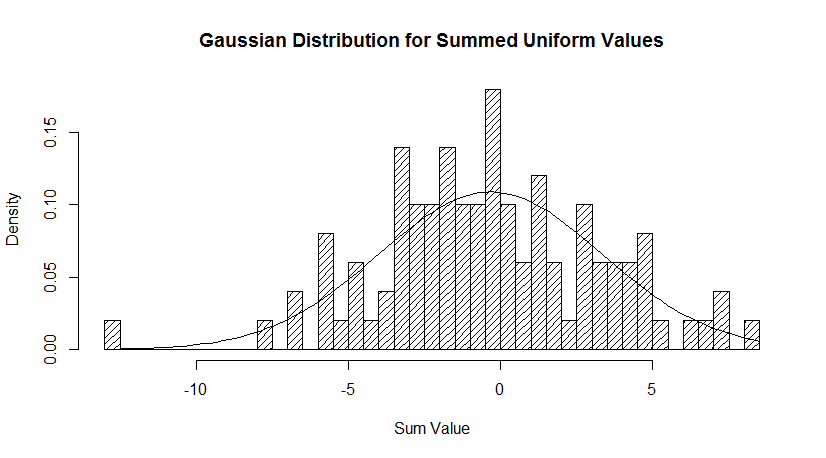 Gaussian Distribution for Summed Uniform Values
0.15
0.10
0.05
0.00
Density
-10 -5 0 5
Sum Value